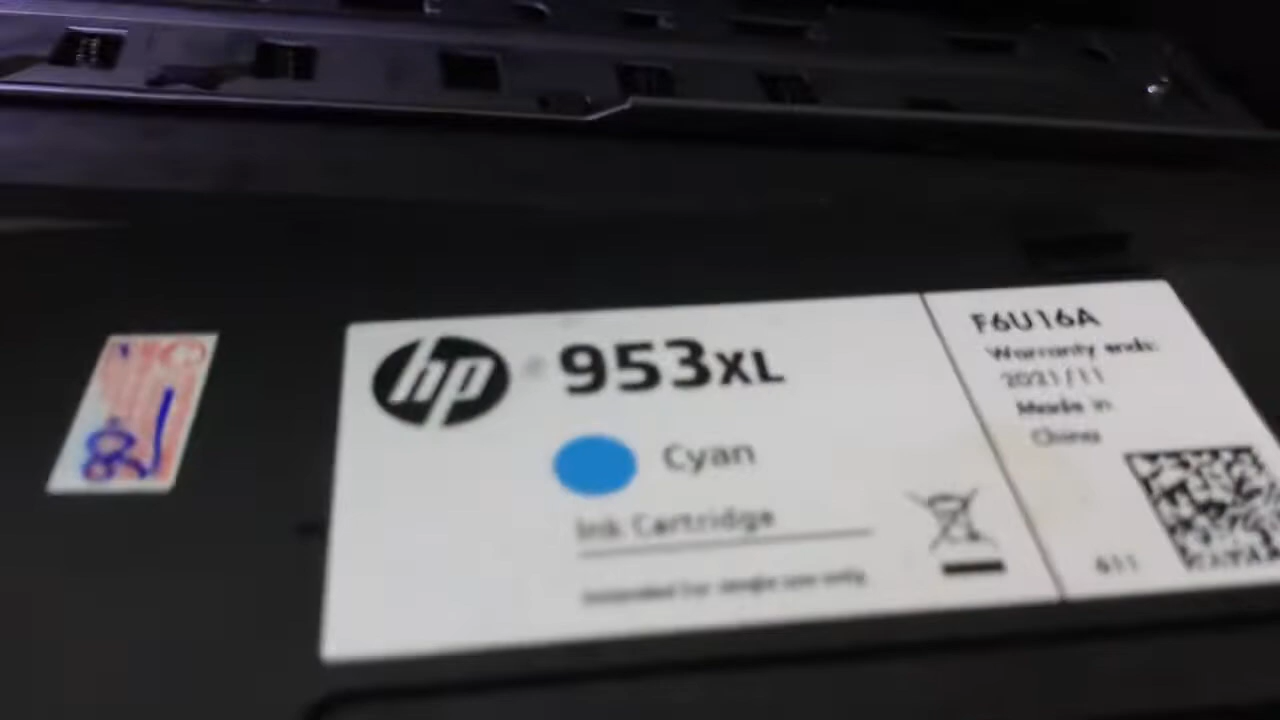 hp
953XL
Cyan
Ink Cartridge
Intended for single use only.
F6U16A
Warranty ends:
2021/11
Made in
China
611